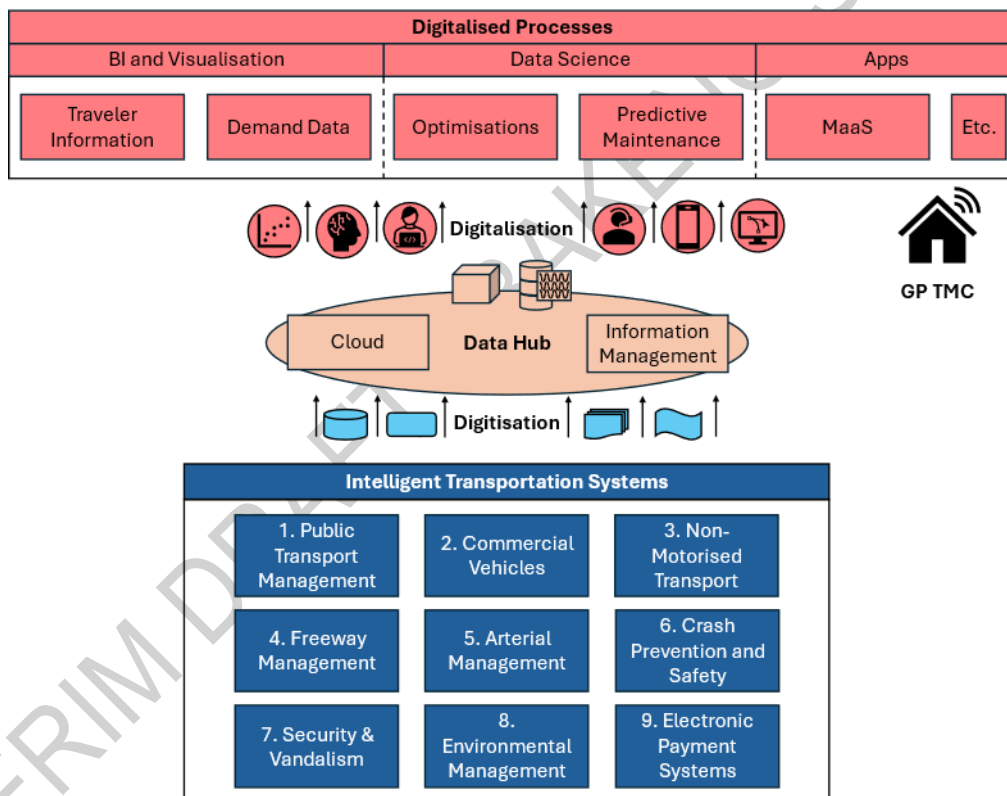 Digitalised Processes
BI and Visualisation
Data Science
Apps
Traveler
Information
Demand Data
Optimisations
Predictive
Maintenance
MaaS
Etc.
Digitalisation
GP TMC
Cloud
Data Hub
Information
Management
Digitisation
Intelligent Transportation Systems
1. Public
Transport
Management
2. Commercial
Vehicles
3. Non-
Motorised
Transport
4. Freeway
Management
5. Arterial
Management
6. Crash
Prevention and
Safety
7. Security &
Vandalism
8.
Environmental
Management
9. Electronic
Payment
Systems